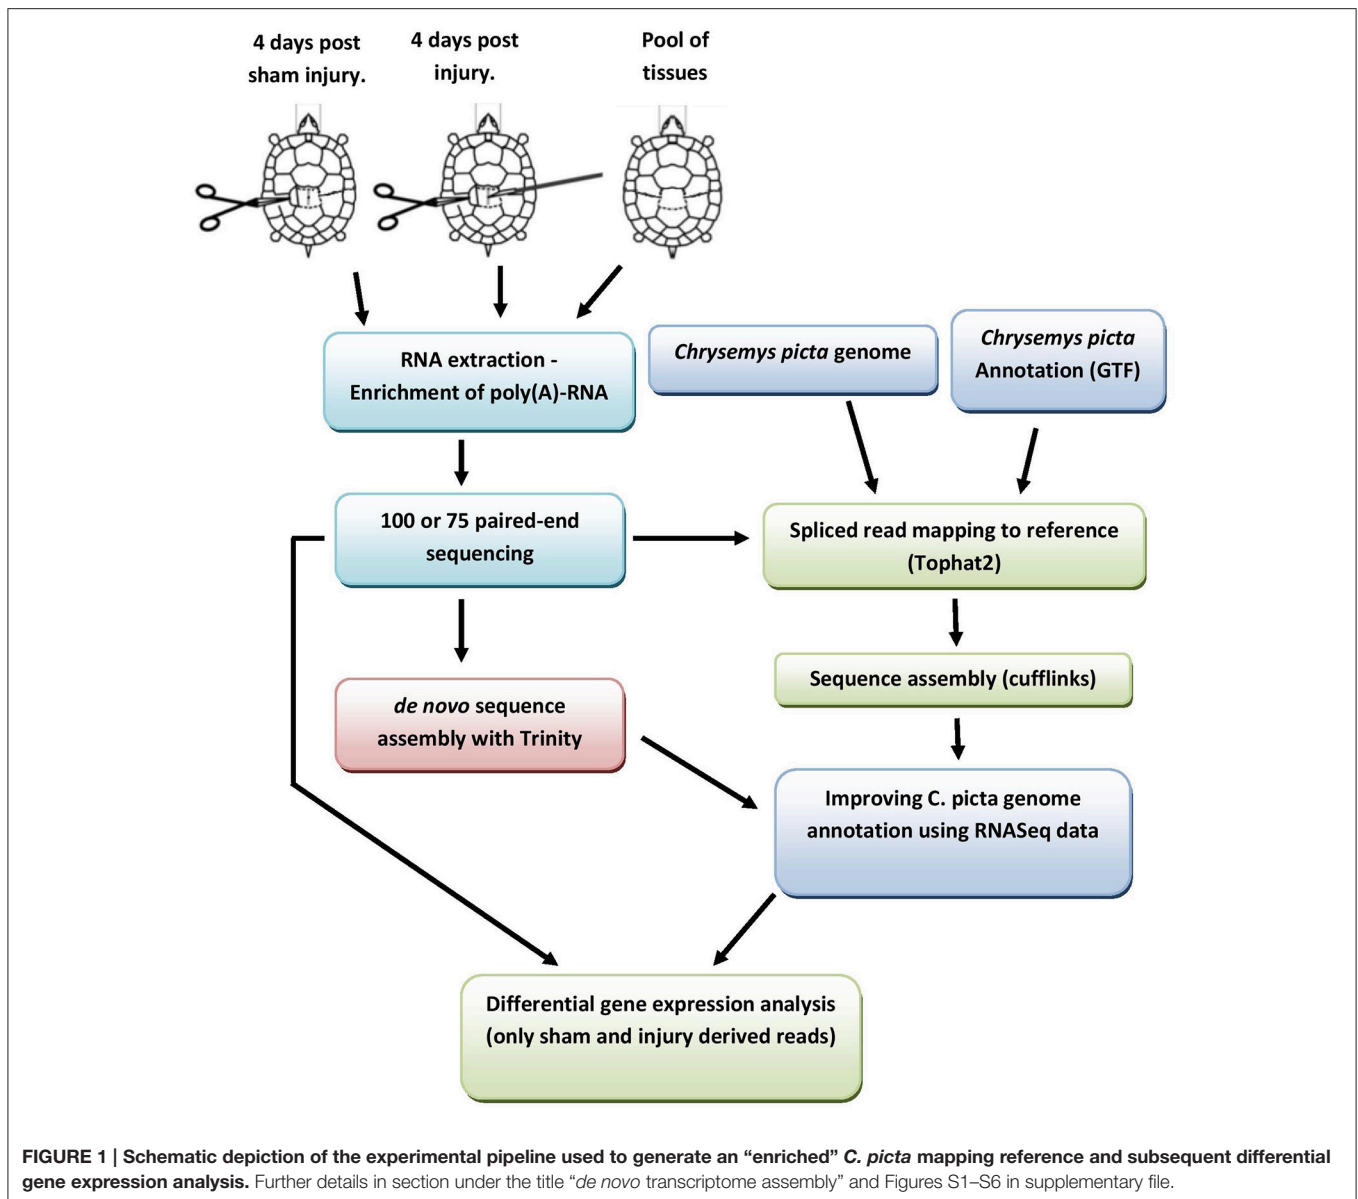 4 days post
sham injury.
4 days post
injury.
Pool of
tissues
RNA extraction -
Enrichment of poly(A)-RNA
Chrysemys picta genome
Chrysemys picta
Annotation (GTF)
100 or 75 paired-end
sequencing
Spliced read mapping to reference
(Tophat2)
de novo sequence
assembly with Trinity
Sequence assembly (cufflinks)
Improving C. picta genome
annotation using RNASeq data
Differential gene expression analysis
(only sham and injury derived reads)
FIGURE 1 | Schematic depiction of the experimental pipeline used to generate an “enriched” C. picta mapping reference and subsequent differential
gene expression analysis. Further details in section under the title “de novo transcriptome assembly” and Figures S1–S6 in supplementary file.